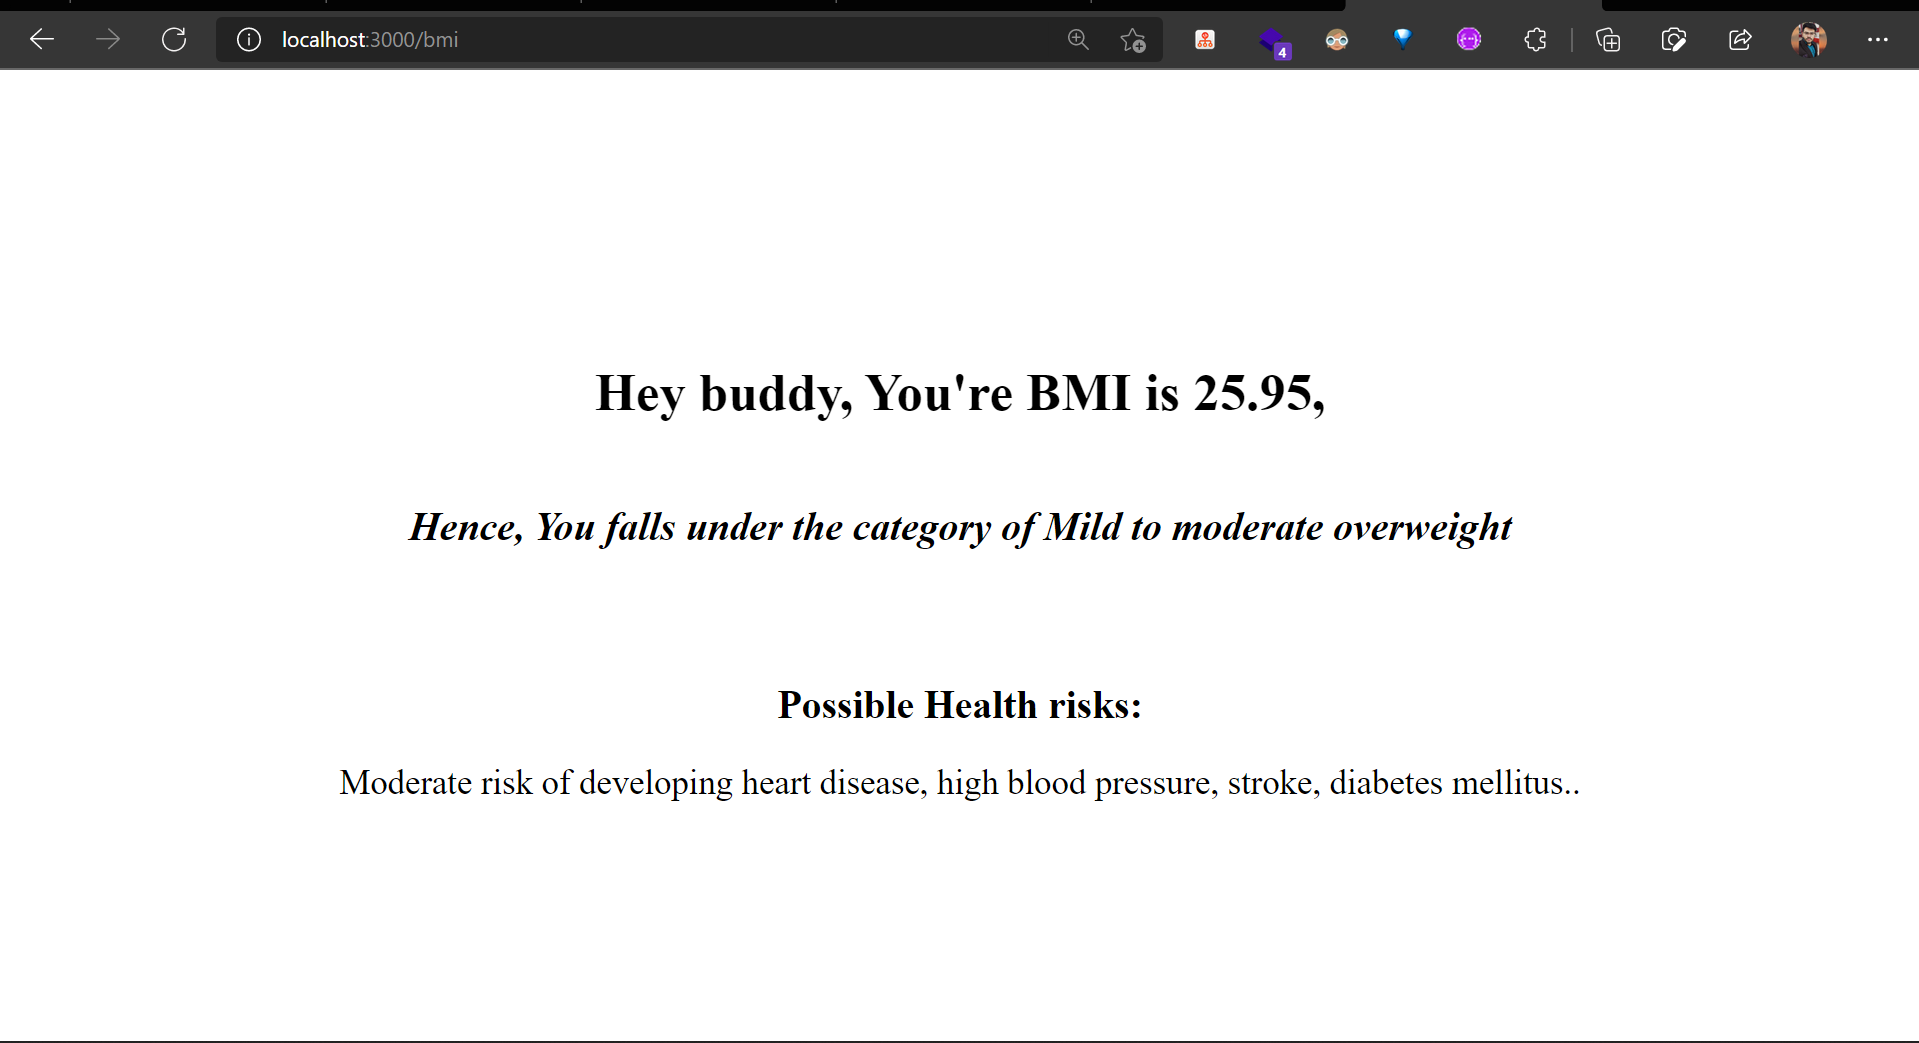 localhost:3000/bmi
4
Hey buddy, You're BMI is 25.95,
Hence, You falls under the category of Mild to moderate overweight
Possible Health risks:
Moderate risk of developing heart disease, high blood pressure, stroke, diabetes mellitus..